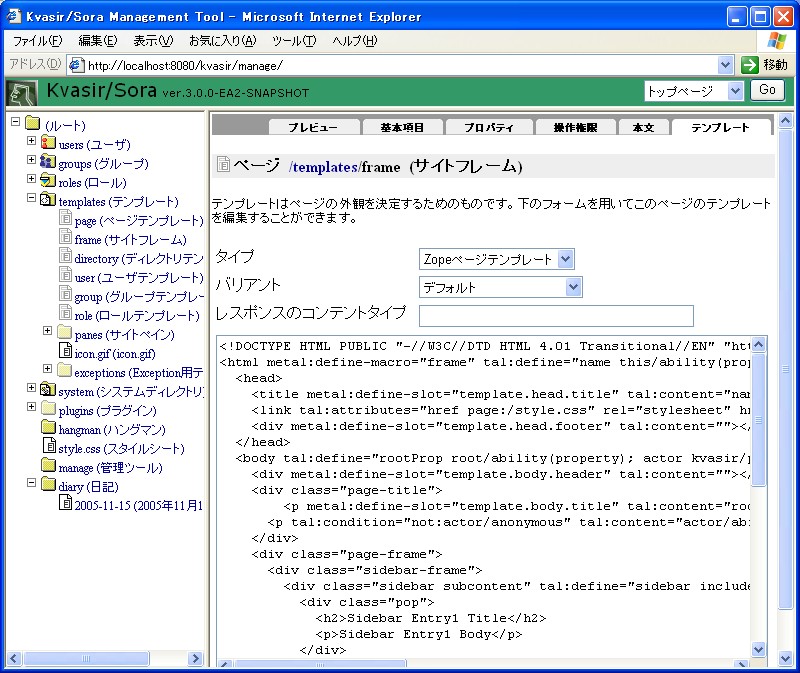 Kvasir/Sora Management Tool - Microsoft Internet Explorer
ファイル(F) 編集(E) 表示(V) お気に入り(A) ツール(T) ヘルプ(H)
アドレス(D) http://localhost:8080/kvasir/manage/ 移動
Kvasir/Sora ver.3.0.0-EA2-SNAPSHOT トップページ Go
(ルート)
users (ユーザ)
groups (グループ)
roles (ロール)
templates (テンプレート)
page (ページテンプレート)
frame (サイトフレーム)
directory (ディレクトリテン
user (ユーザテンプレート)
group (グループテンプレー
role (ロールテンプレート)
panes (サイトペイン)
icon.gif (icon.gif)
exceptions (Exception用テ
system (システムディレクトリ)
plugins (プラグイン)
hangman (ハングマン)
style.css (スタイルシート)
manage (管理ツール)
diary (日記)
2005-11-15 (2005年11月1
プレビュー 基本項目 プロパティ 操作権限 本文 テンプレート
ページ /templates/frame (サイトフレーム)
テンプレートはページの外観を決定するためのものです。下のフォームを用いてこのページのテンプレート
を編集することができます。
タイプ Zopeページテンプレート
バリアント デフォルト
レスポンスのコンテントタイプ
<!DOCTYPE HTML PUBLIC "-//W3C//DTD HTML 4.01 Transitional//EN" "htt
<html metal:define-macro="frame" tal:define="name this/ability(prop
<head>
<title metal:define-slot="template.head.title" tal:content="nam
<link tal:attributes="href page:/style.css" rel="stylesheet" hr
<div metal:define-slot="template.head.footer" tal:content=""></
</head>
<body tal:define="rootProp root/ability(property); actor kvasir/p
<div metal:define-slot="template.body.header" tal:content=""></
<div class="page-title">
<p metal:define-slot="template.body.title" tal:content="roo
<p tal:condition="not:actor/anonymous" tal:content="actor/abi
</div>
<div class="page-frame">
<div class="sidebar-frame">
<div class="sidebar subcontent" tal:define="sidebar include
<div class="pop">
<h2>Sidebar Entry1 Title</h2>
<p>Sidebar Entry1 Body</p>
</div>